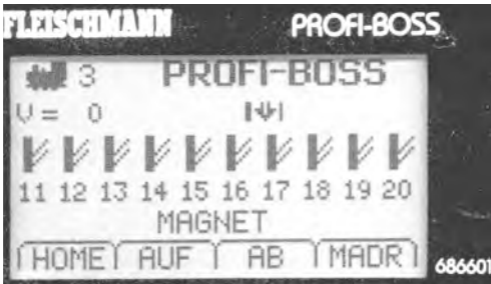 FLEISCHMANN PROFI-BOSS
3 PROFI-BOSS
V = 0
11 12 13 14 15 16 17 18 19 20
MAGNET
HOME AUF AB MADR
686601